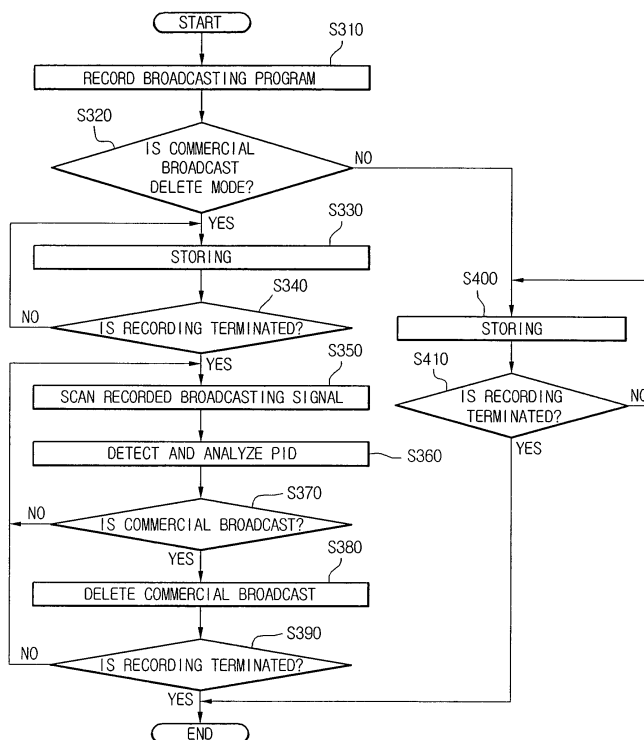 START
S310
RECORD BROADCASTING PROGRAM
S320
IS COMMERCIAL
BROADCAST
DELETE MODE?
NO
YES
S330
STORING
S340
NO
IS RECORDING TERMINATED?
YES
S350
SCAN RECORDED BROADCASTING SIGNAL
DETECT AND ANALYZE PID
S360
S370
NO
IS COMMERCIAL BROADCAST?
YES
S380
DELETE COMMERCIAL BROADCAST
S390
NO
IS RECORDING TERMINATED?
YES
END
S400
STORING
S410
IS RECORDING
TERMINATED?
NO
YES